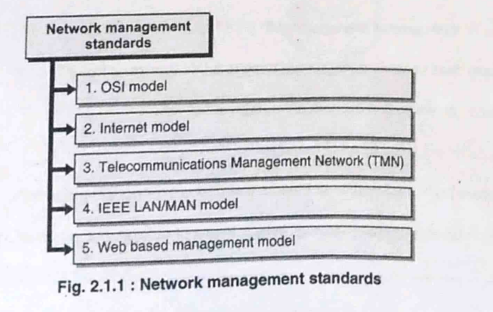 Network management
standards
1. OSI model
2. Internet model
3. Telecommunications Management Network (TMN)
4. IEEE LAN/MAN model
5. Web based management model
Fig. 2.1.1 : Network management standards